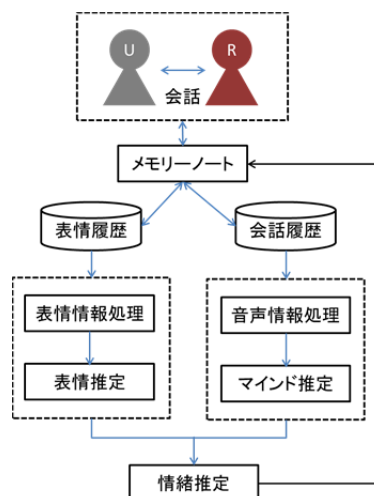 U
R
会話
メモリーノート
表情履歴
会話履歴
表情情報処理
音声情報処理
表情推定
マインド推定
情緒推定